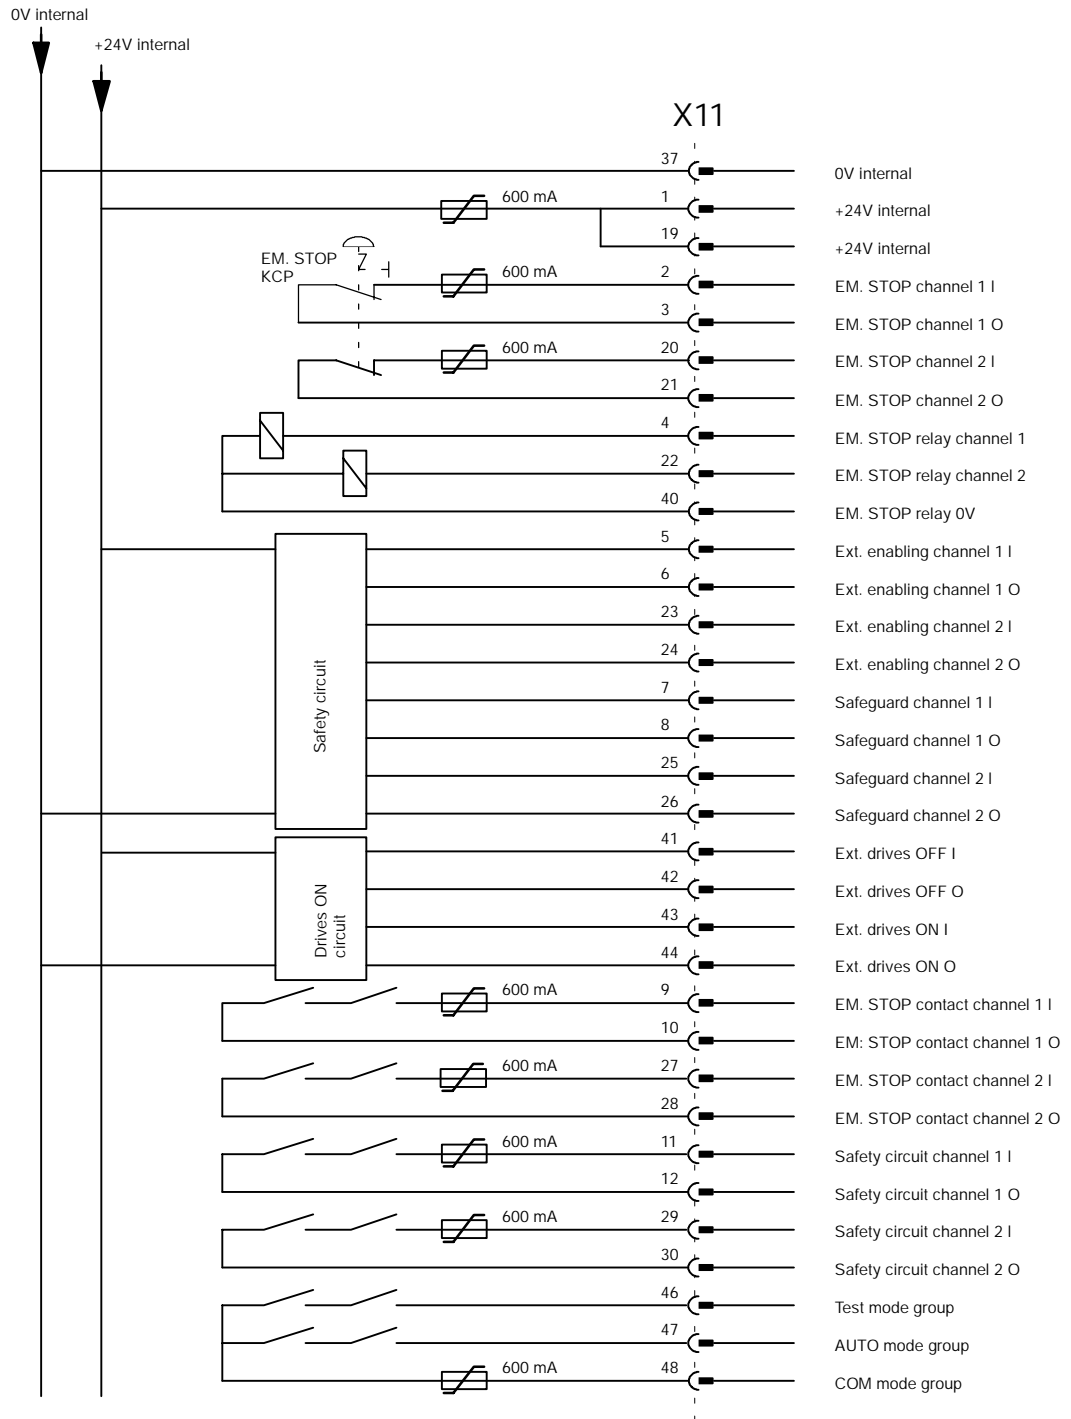 0V internal
+24V internal
X11
37
0V internal
600 mA
1
+24V internal
19
+24V internal
EM. STOP
KCP
600 mA
2
EM. STOP channel 1 I
3
EM. STOP channel 1 O
600 mA
20
EM. STOP channel 2 I
21
EM. STOP channel 2 O
4
EM. STOP relay channel 1
22
EM. STOP relay channel 2
40
EM. STOP relay 0V
Safety circuit
5
Ext. enabling channel 1 I
6
Ext. enabling channel 1 O
23
Ext. enabling channel 2 I
24
Ext. enabling channel 2 O
7
Safeguard channel 1 I
8
Safeguard channel 1 O
25
Safeguard channel 2 I
26
Safeguard channel 2 O
Drives ON
circuit
41
Ext. drives OFF I
42
Ext. drives OFF O
43
Ext. drives ON I
44
Ext. drives ON O
600 mA
9
EM. STOP contact channel 1 I
10
EM: STOP contact channel 1 O
600 mA
27
EM. STOP contact channel 2 I
28
EM. STOP contact channel 2 O
600 mA
11
Safety circuit channel 1 I
12
Safety circuit channel 1 O
600 mA
29
Safety circuit channel 2 I
30
Safety circuit channel 2 O
46
Test mode group
47
AUTO mode group
600 mA
48
COM mode group